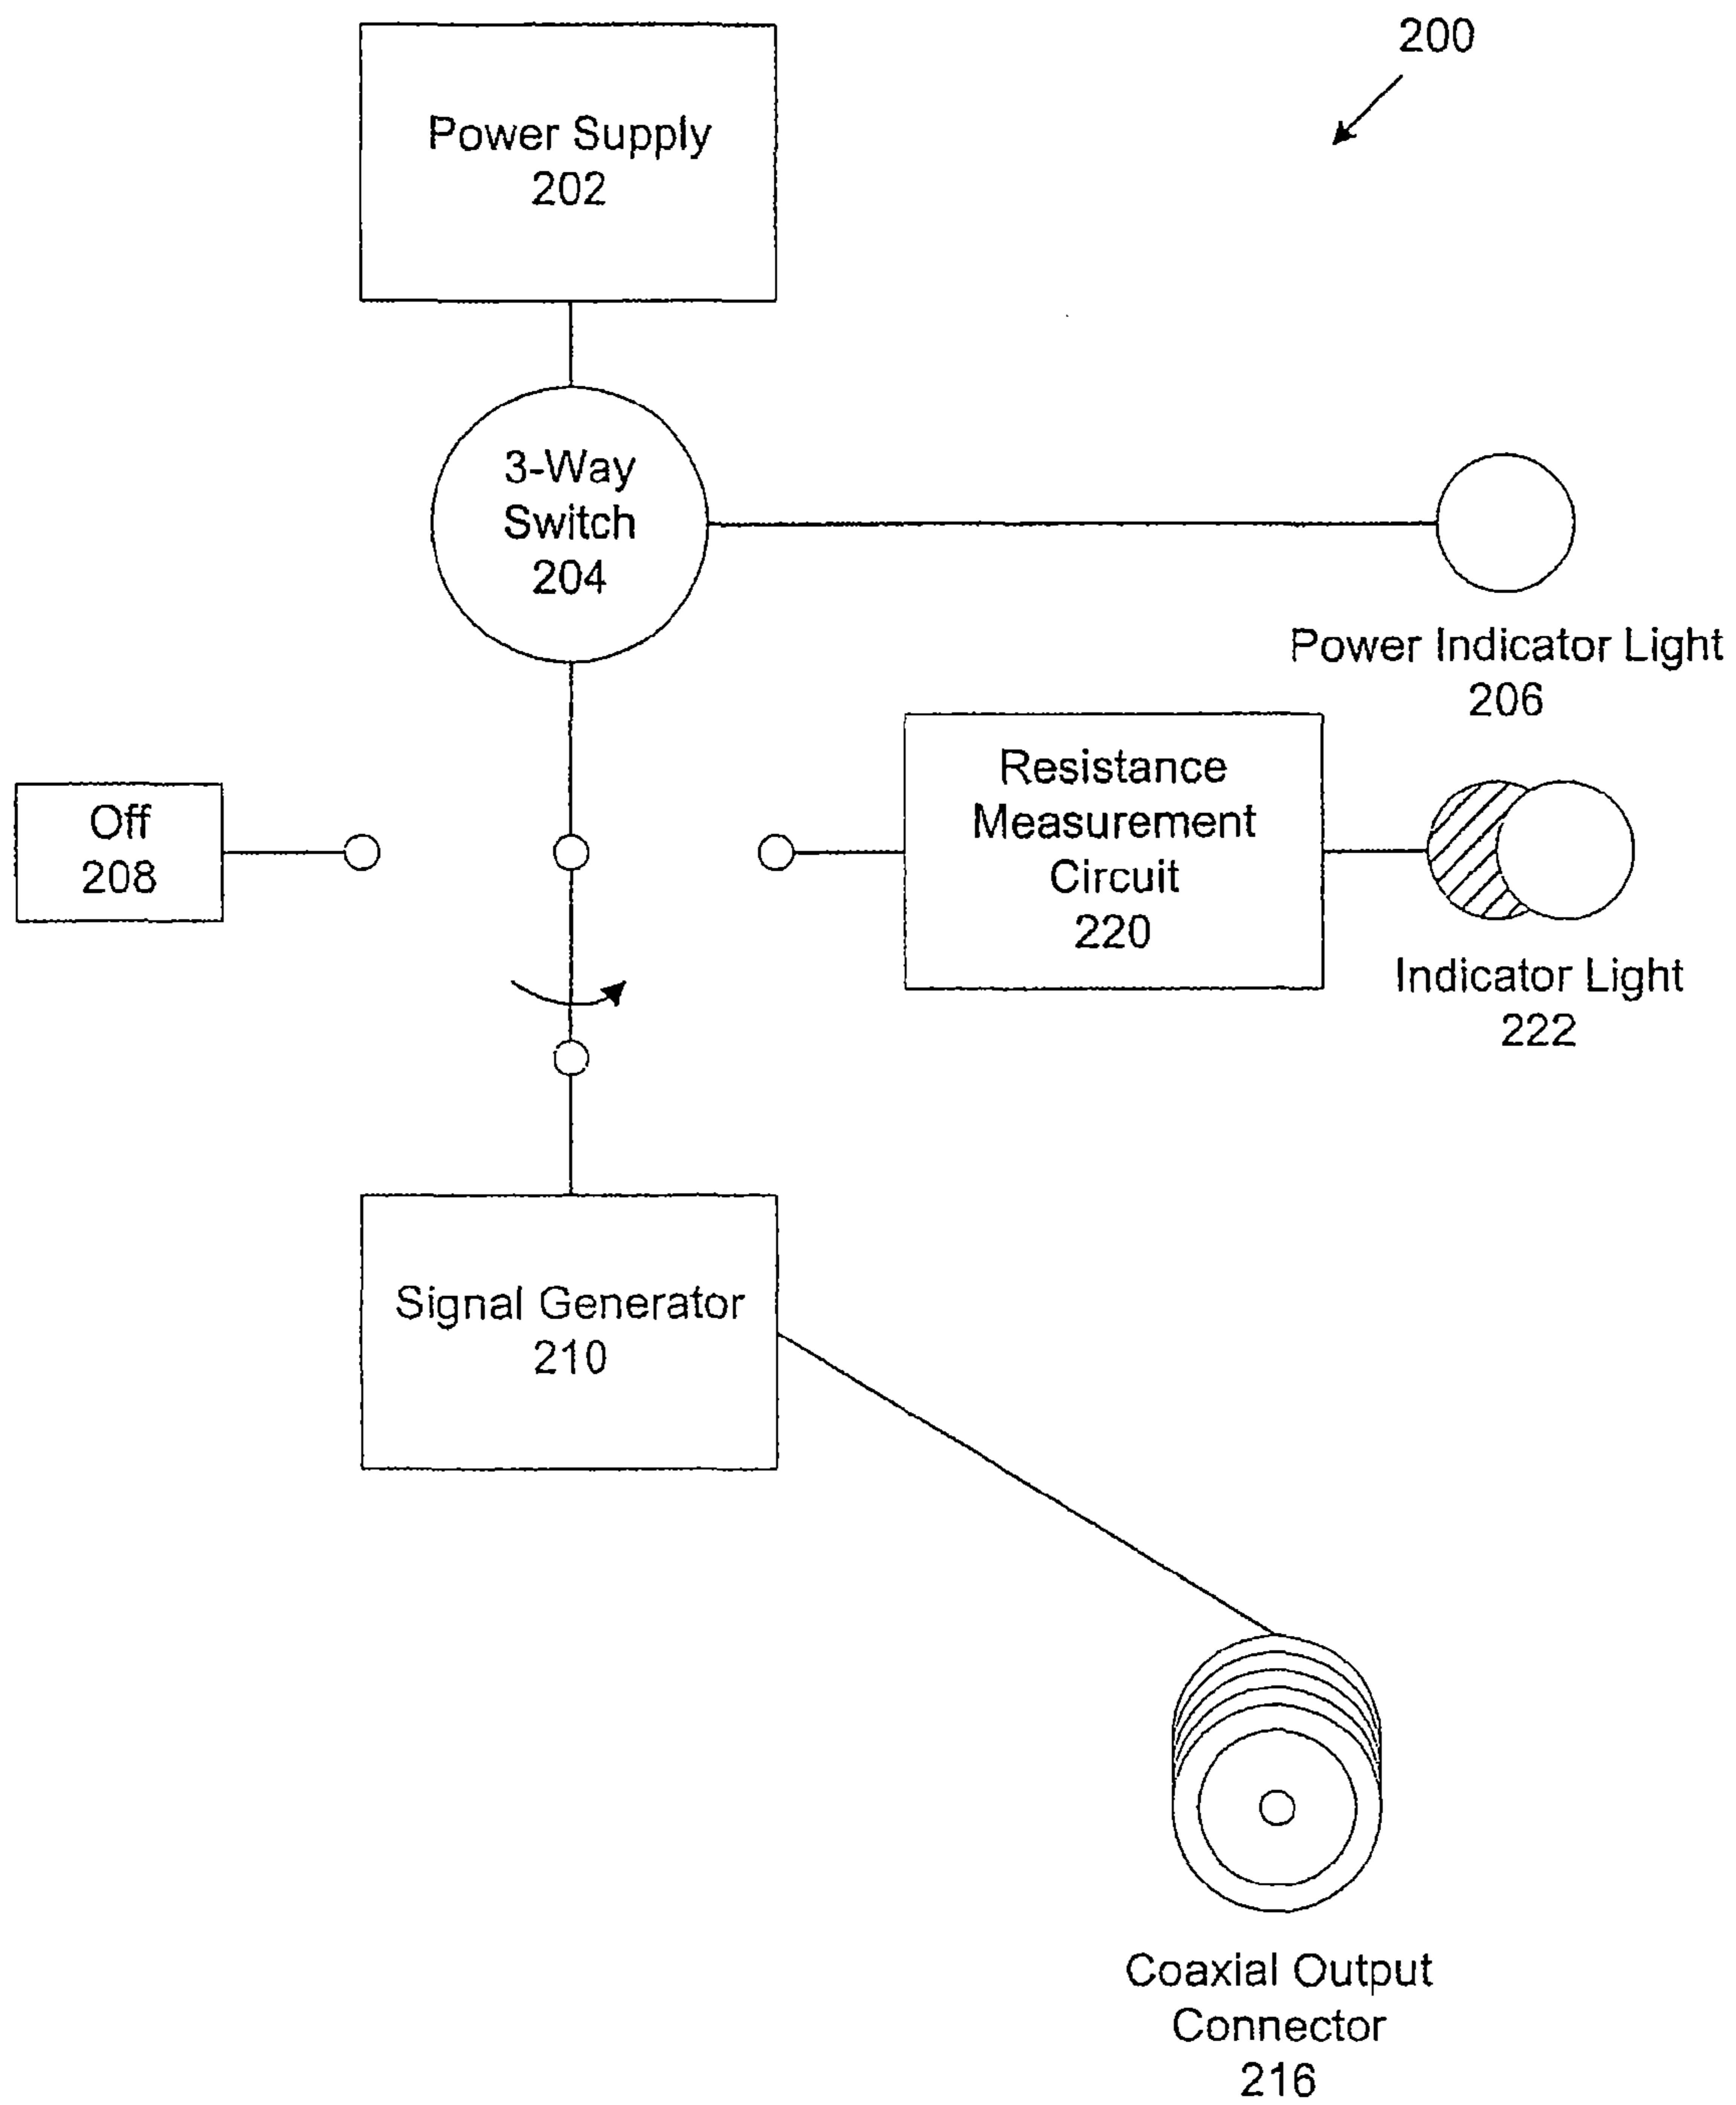 200
Power Supply
202
3-Way
Switch
204
Power Indicator Light
206
Off
208
Resistance
Measurement
Circuit
220
Indicator Light
222
Signal Generator
210
Coaxial Output
Connector
216